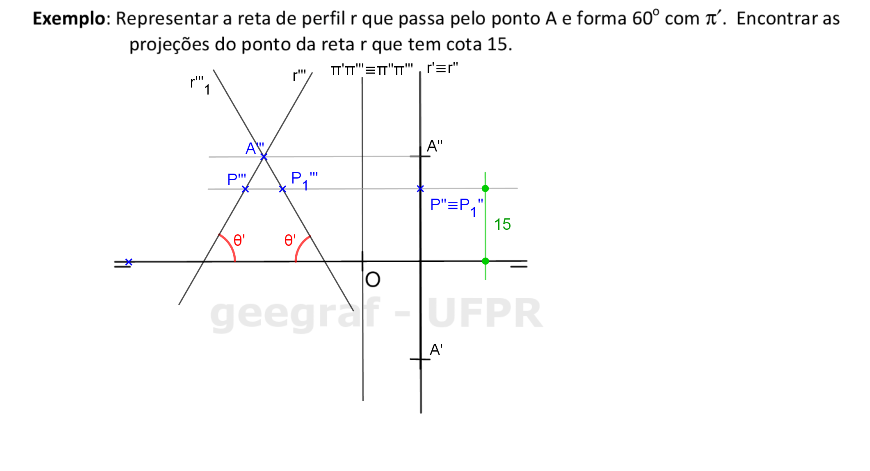 Exemplo: Representar a reta de perfil r que passa pelo ponto A e forma 60º com π′. Encontrar as
projeções do ponto da reta r que tem cota 15.
r'''₁ r''' π'π'''≡π''π''' r'≡r''
A''' A''
P''' P₁''' P''≡P₁''
θ' θ' 15
O
geegraf - UFPR
A'